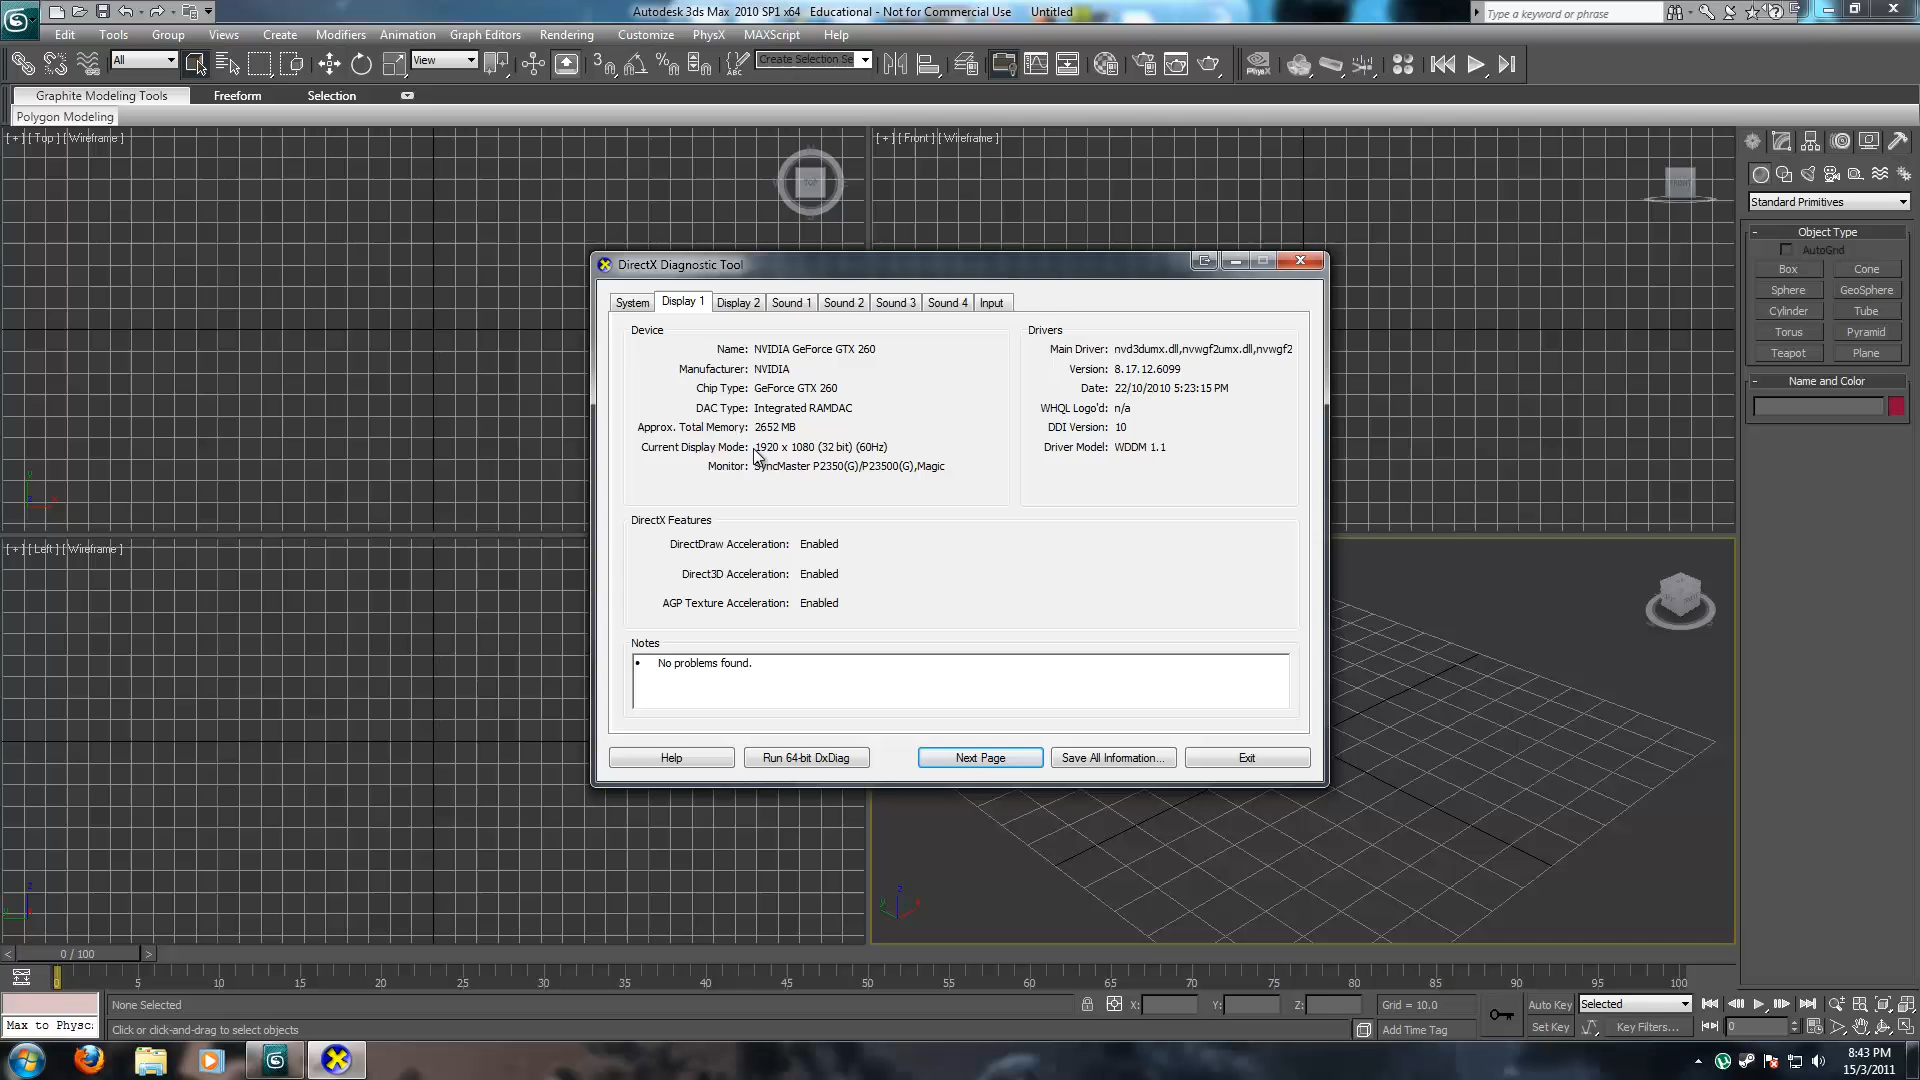 Autodesk 3ds Max 2010 SP1 x64 Educational - Not for Commercial Use Untitled
Type a keyword or phrase
Edit Tools Group Views Create Modifiers Animation Graph Editors Rendering Customize PhysX MAXScript Help
All
View
3
Create Selection Se
PhysX
Graphite Modeling Tools Freeform Selection
Polygon Modeling
[ + ] [ Top ] [ Wireframe ]
TOP
[ + ] [ Front ] [ Wireframe ]
FRONT
Standard Primitives
- Object Type
AutoGrid
Box Cone
Sphere GeoSphere
Cylinder Tube
Torus Pyramid
Teapot Plane
- Name and Color
DirectX Diagnostic Tool
System Display 1 Display 2 Sound 1 Sound 2 Sound 3 Sound 4 Input
Device
Name: NVIDIA GeForce GTX 260
Manufacturer: NVIDIA
Chip Type: GeForce GTX 260
DAC Type: Integrated RAMDAC
Approx. Total Memory: 2652 MB
Current Display Mode: 1920 x 1080 (32 bit) (60Hz)
Monitor: SyncMaster P2350(G)/P23500(G),Magic
Drivers
Main Driver: nvd3dumx.dll,nvwgf2umx.dll,nvwgf2
Version: 8.17.12.6099
Date: 22/10/2010 5:23:15 PM
WHQL Logo'd: n/a
DDI Version: 10
Driver Model: WDDM 1.1
DirectX Features
DirectDraw Acceleration: Enabled
Direct3D Acceleration: Enabled
AGP Texture Acceleration: Enabled
Notes
• No problems found.
Help Run 64-bit DxDiag Next Page Save All Information... Exit
[ + ] [ Left ] [ Wireframe ]
< 0 / 100 >
0 5 10 15 20 25 30 35 40 45 50 55 60 65 70 75 80 85 90 95 100
None Selected X: Y: Z: Grid = 10.0 Auto Key Selected
Max to Physc: Click or click-and-drag to select objects Add Time Tag Set Key Key Filters... 0
8:43 PM
15/3/2011